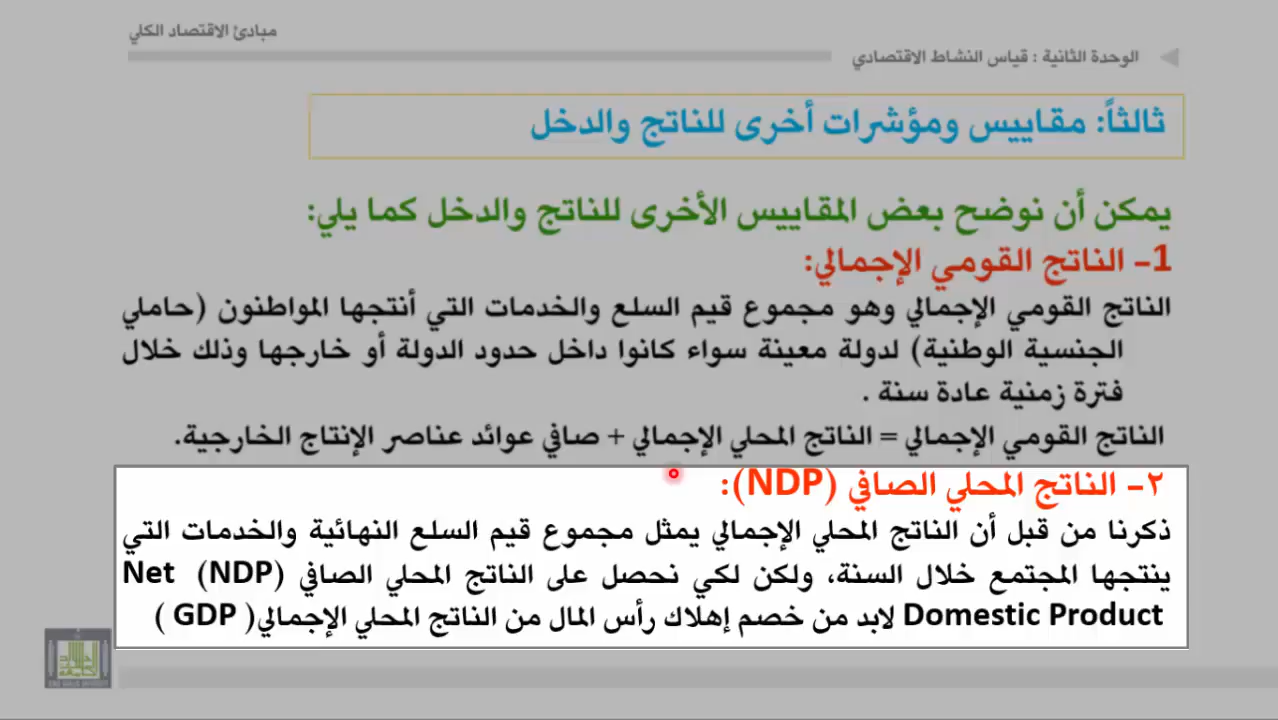 مبادئ الاقتصاد الكلي
الوحدة الثانية : قياس النشاط الاقتصادي
ثالثاً: مقاييس ومؤشرات أخرى للناتج والدخل
يمكن أن نوضح بعض المقاييس الأخرى للناتج والدخل كما يلي:
1- الناتج القومي الإجمالي:
الناتج القومي الإجمالي وهو مجموع قيم السلع والخدمات التي أنتجها المواطنون (حاملي
الجنسية الوطنية) لدولة معينة سواء كانوا داخل حدود الدولة أو خارجها وذلك خلال
فترة زمنية عادة سنة .
الناتج القومي الإجمالي = الناتج المحلي الإجمالي + صافي عوائد عناصر الإنتاج الخارجية.
٢- الناتج المحلي الصافي (NDP):
ذكرنا من قبل أن الناتج المحلي الإجمالي يمثل مجموع قيم السلع النهائية والخدمات التي
ينتجها المجتمع خلال السنة، ولكن لكي نحصل على الناتج المحلي الصافي (NDP) Net
Domestic Product لابد من خصم إهلاك رأس المال من الناتج المحلي الإجمالي( GDP )